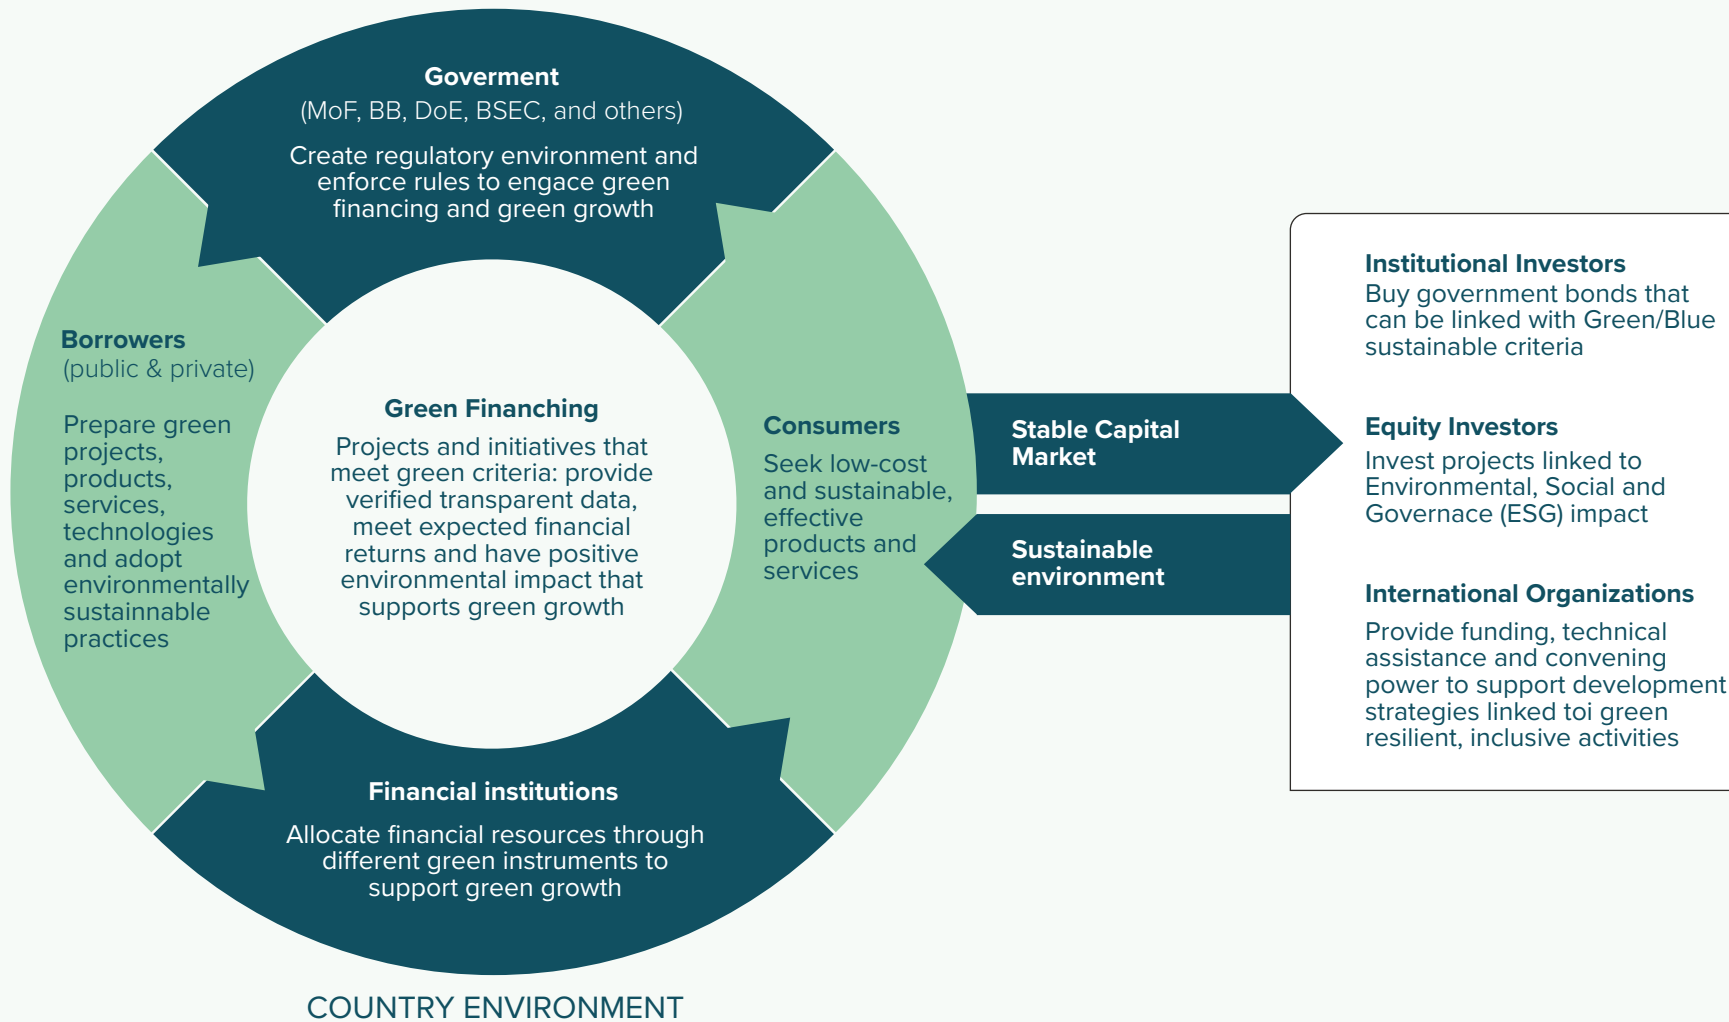 Goverment
(MoF, BB, DoE, BSEC, and others)
Create regulatory environment and
enforce rules to engace green
financing and green growth
Borrowers
(public & private)
Prepare green
projects,
products,
services,
technologies
and adopt
environmentally
sustainnable
practices
Green Finanching
Projects and initiatives that
meet green criteria: provide
verified transparent data,
meet expected financial
returns and have positive
environmental impact that
supports green growth
Consumers
Seek low-cost
and sustainable,
effective
products and
services
Financial institutions
Allocate financial resources through
different green instruments to
support green growth
COUNTRY ENVIRONMENT
Stable Capital
Market
Sustainable
environment
Institutional Investors
Buy government bonds that
can be linked with Green/Blue
sustainable criteria
Equity Investors
Invest projects linked to
Environmental, Social and
Governace (ESG) impact
International Organizations
Provide funding, technical
assistance and convening
power to support development
strategies linked toi green
resilient, inclusive activities